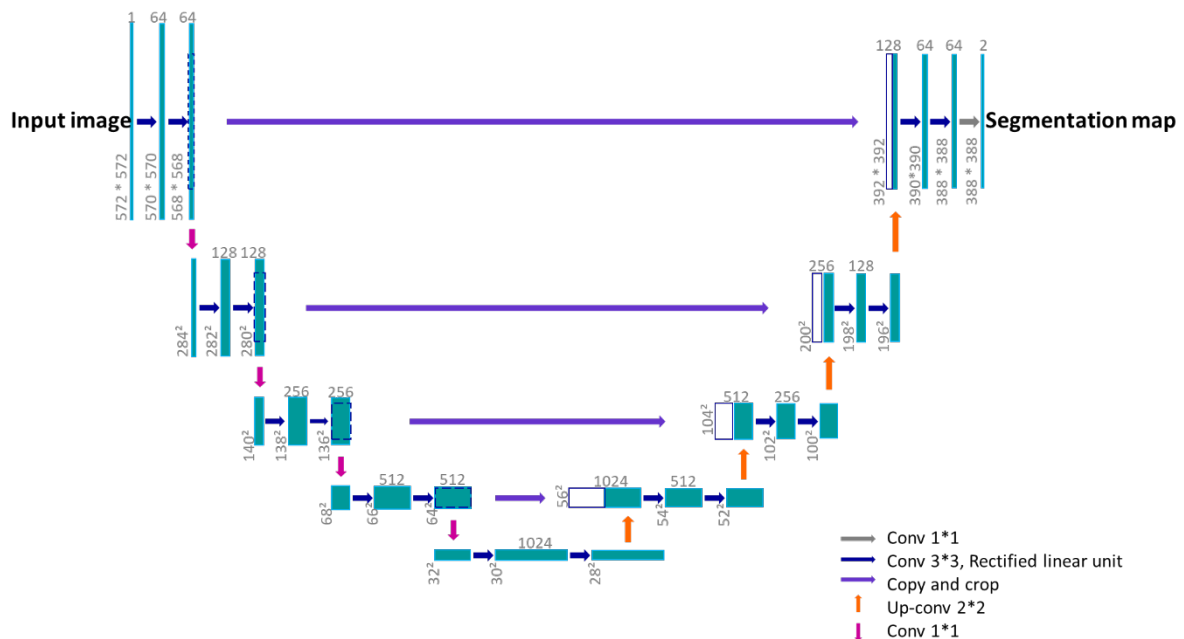 1 64 64
128 64 64 2
Input image
Segmentation map
572 * 572
570 * 570
568 * 568
392 * 392
390*390
388 * 388
388 * 388
128 128
256 128
284²
282²
280²
200²
198²
196²
256 256
512 256
140²
138²
136²
104²
102²
100²
512 512
1024 512
68²
66²
64²
56²
54²
52²
1024
32²
30²
28²
Conv 1*1
Conv 3*3, Rectified linear unit
Copy and crop
Up-conv 2*2
Conv 1*1